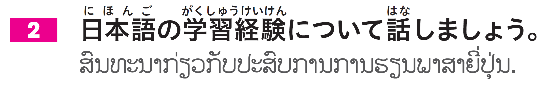 にほんご がくしゅうけいけん はな
2 日本語の学習経験について話しましょう。
ສົນທະນາກ່ຽວກັບປະສົບການການຮຽນພາສາຍີ່ປຸ່ນ.